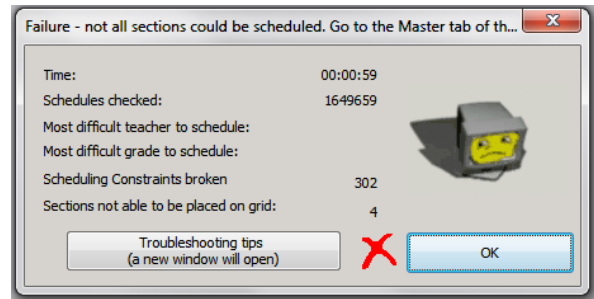 Failure - not all sections could be scheduled. Go to the Master tab of th...
Time: 00:00:59
Schedules checked: 1649659
Most difficult teacher to schedule:
Most difficult grade to schedule:
Scheduling Constraints broken 302
Sections not able to be placed on grid: 4
Troubleshooting tips
(a new window will open)
OK